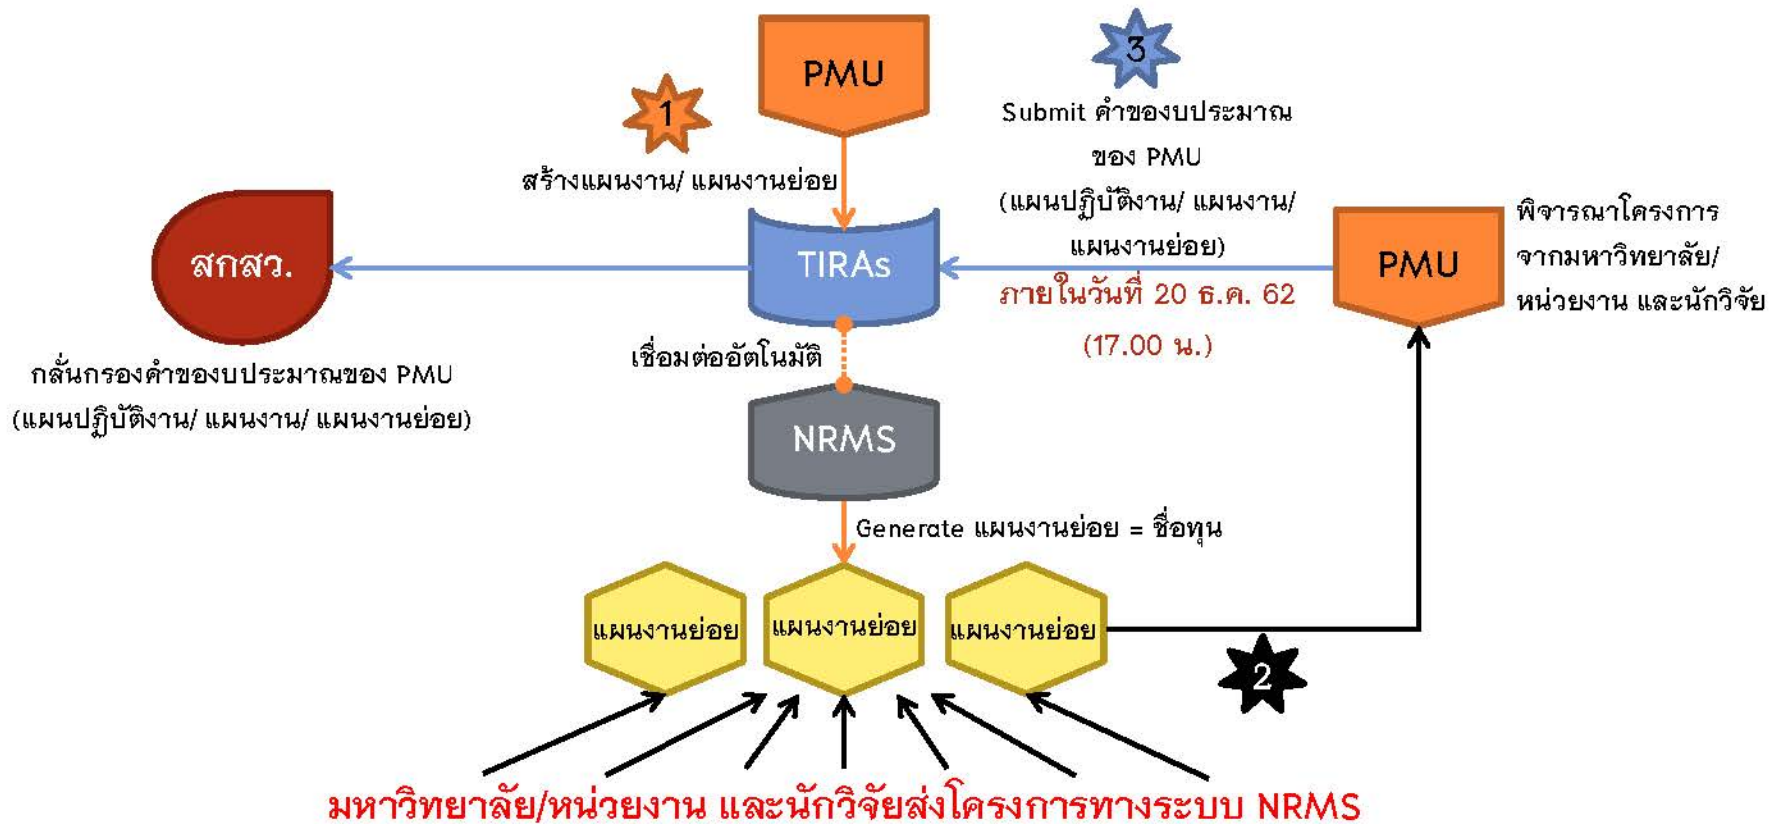 PMU
1
สร้างแผนงาน/ แผนงานย่อย
3
Submit คำของบประมาณ
ของ PMU
(แผนปฏิบัติงาน/ แผนงาน/
แผนงานย่อย)
ภายในวันที่ 20 ธ.ค. 62
(17.00 น.)
PMU
พิจารณาโครงการ
จากมหาวิทยาลัย/
หน่วยงาน และนักวิจัย
TIRAs
สกสว.
กลั่นกรองคำของบประมาณของ PMU
(แผนปฏิบัติงาน/ แผนงาน/ แผนงานย่อย)
เชื่อมต่ออัตโนมัติ
NRMS
Generate แผนงานย่อย = ชื่อทุน
แผนงานย่อย
แผนงานย่อย
แผนงานย่อย
2
มหาวิทยาลัย/หน่วยงาน และนักวิจัยส่งโครงการทางระบบ NRMS